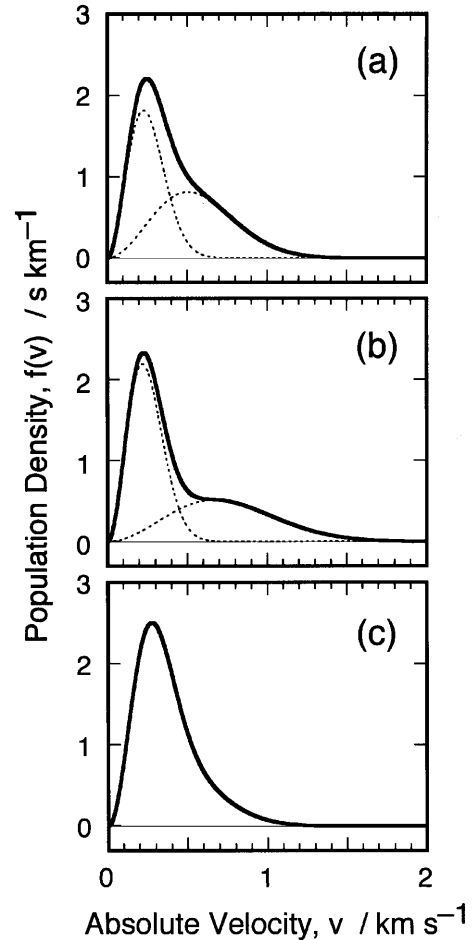 3
(a)
2
1
0
3
(b)
2
1
0
3
(c)
2
1
0
0 1 2
Population Density, f(v) / s km⁻¹
Absolute Velocity, v / km s⁻¹